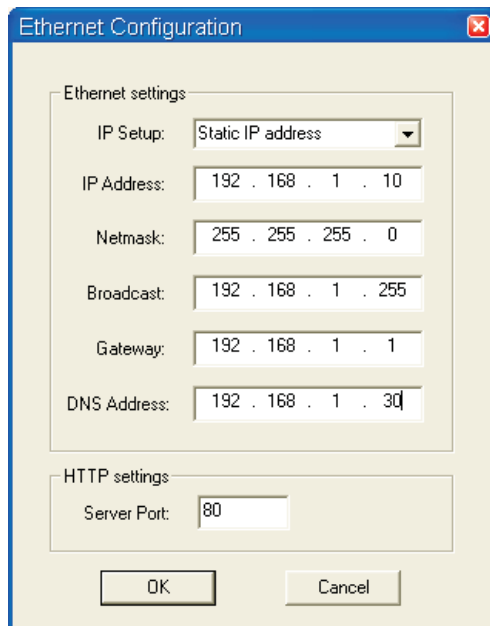 Ethernet Configuration
Ethernet settings
IP Setup: Static IP address
IP Address: 192 . 168 . 1 . 10
Netmask: 255 . 255 . 255 . 0
Broadcast: 192 . 168 . 1 . 255
Gateway: 192 . 168 . 1 . 1
DNS Address: 192 . 168 . 1 . 30
HTTP settings
Server Port: 80
OK Cancel